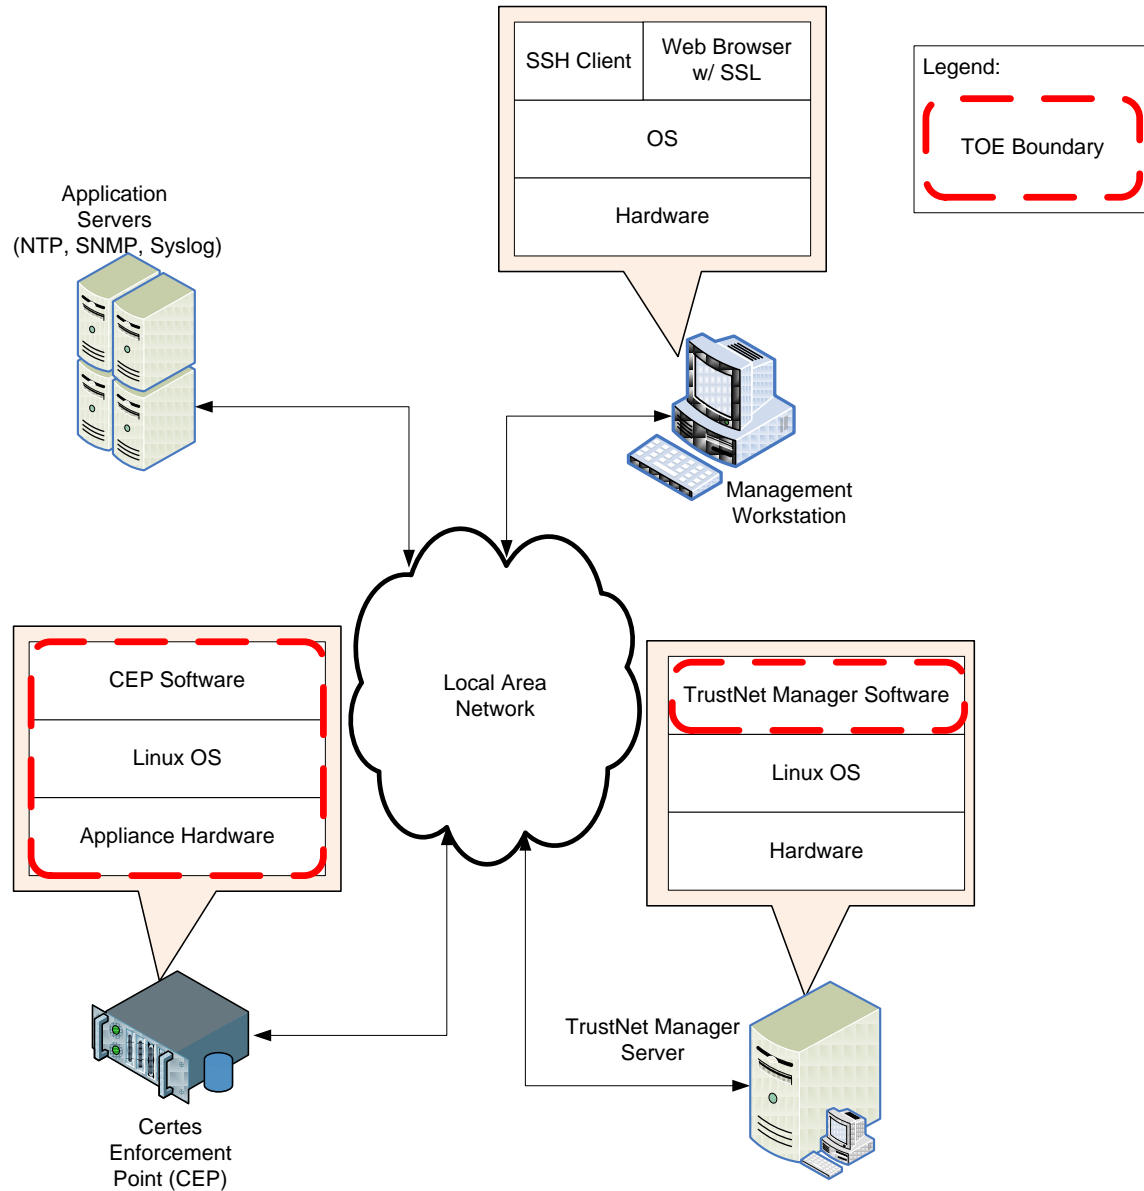 SSH Client
Web Browser
w/ SSL
OS
Hardware
Legend:
TOE Boundary
Application
Servers
(NTP, SNMP, Syslog)
Management
Workstation
Local Area
Network
CEP Software
Linux OS
Appliance Hardware
TrustNet Manager Software
Linux OS
Hardware
TrustNet Manager
Server
Certes
Enforcement
Point (CEP)